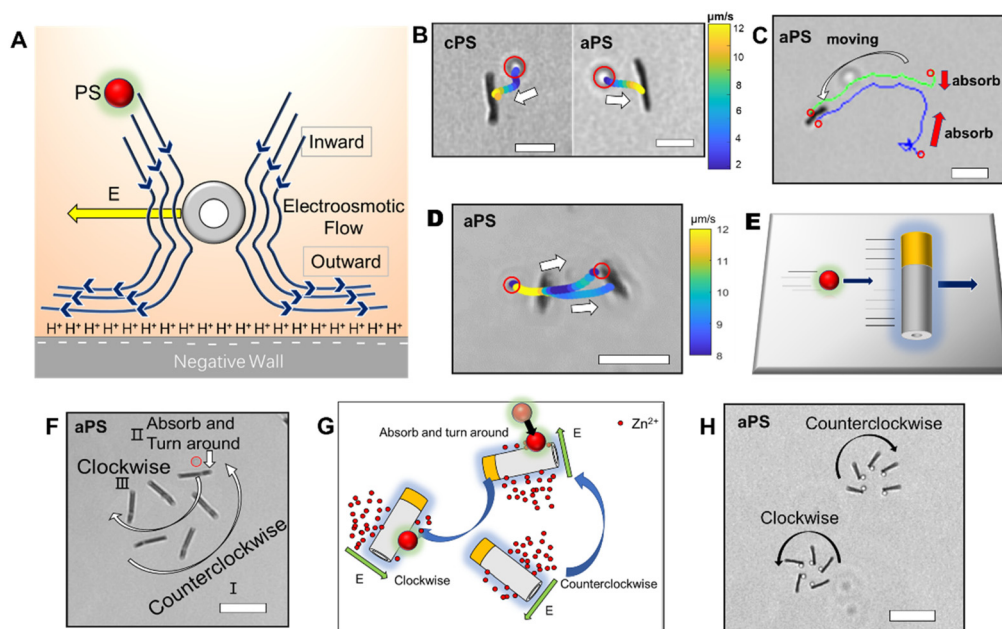 A
PS
Inward
E
Electroosmotic
Flow
Outward
H⁺ H⁺ H⁺ H⁺ H⁺ H⁺ H⁺ H⁺ H⁺ H⁺ H⁺ H⁺ H⁺ H⁺ H⁺ H⁺
Negative Wall
B
cPS
aPS
μm/s
12
10
8
6
4
2
C
aPS
moving
absorb
absorb
D
aPS
μm/s
12
11
10
9
8
E
F
aPS
II
Absorb and
Turn around
Clockwise
III
Counterclockwise
I
G
Zn²⁺
Absorb and turn around
E
E
Clockwise
Counterclockwise
E
H
aPS
Counterclockwise
Clockwise